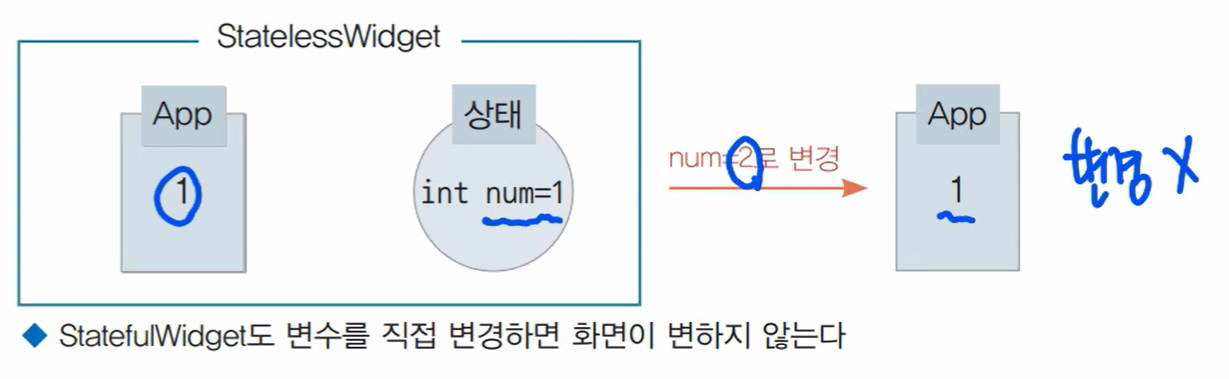 StatelessWidget
App
1
상태
int num=1
num=2로 변경
App
1
변경 X
◆ StatefulWidget도 변수를 직접 변경하면 화면이 변하지 않는다